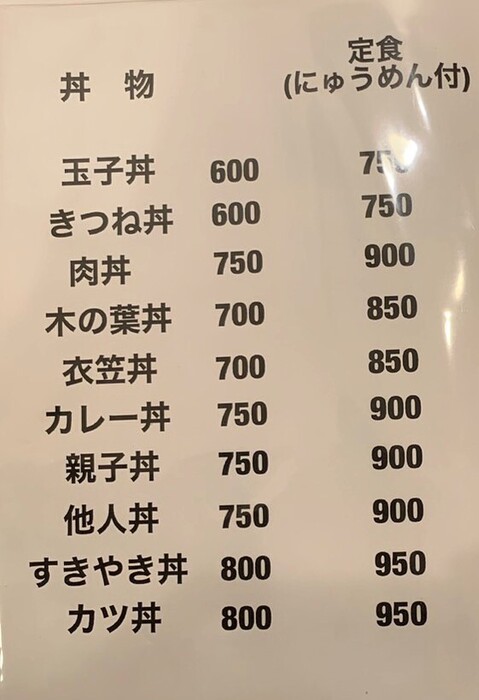 丼 物
定食
(にゅうめん付)
玉子丼 600 750
きつね丼 600 750
肉丼 750 900
木の葉丼 700 850
衣笠丼 700 850
カレー丼 750 900
親子丼 750 900
他人丼 750 900
すきやき丼 800 950
カツ丼 800 950